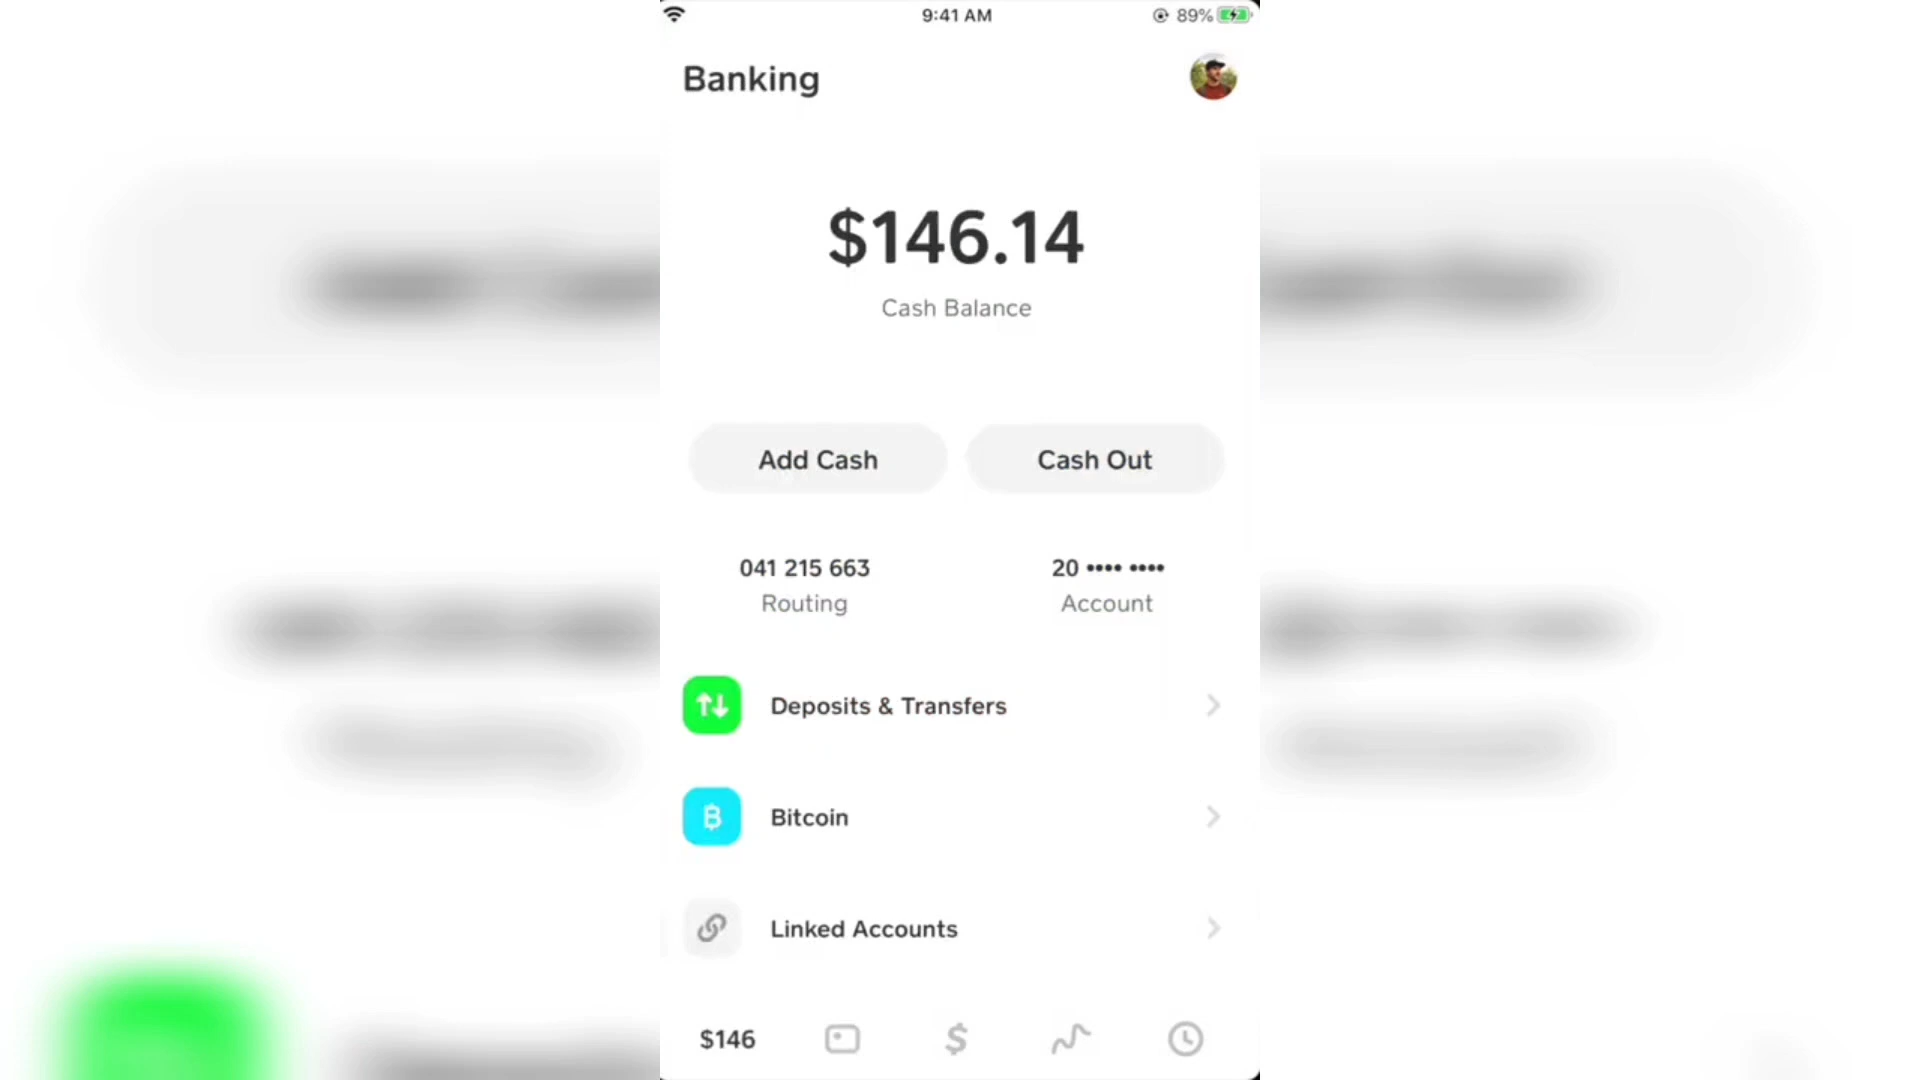 9:41 AM
89%
Banking
$146.14
Cash Balance
Add Cash
Cash Out
041 215 663
20 •••• ••••
Routing
Account
Deposits & Transfers
Bitcoin
Linked Accounts
$146